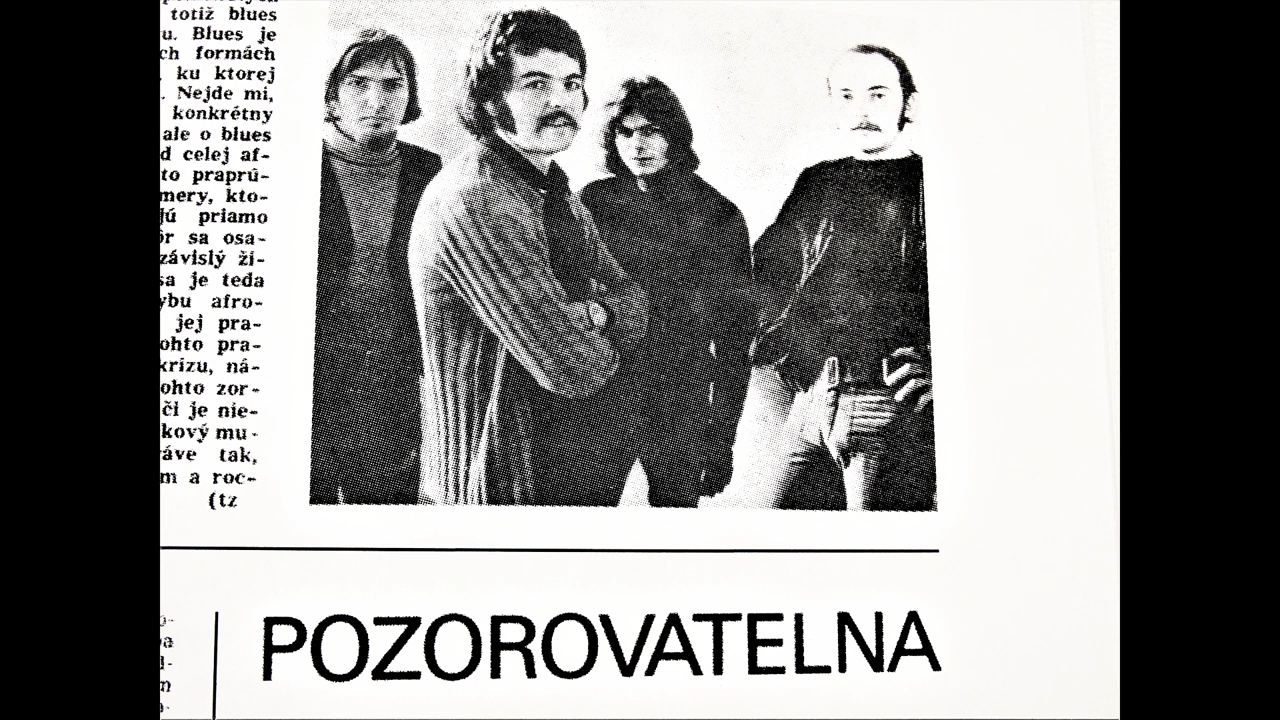 totiž blues
u. Blues je
ch formách
. ku ktorej
. Nejde mi,
konkrétny
ale o blues
d celej af-
to praprú-
mery, kto-
jú priamo
ôr sa osa-
závislý ži-
sa je teda
ybu afro-
jej pra-
ohto pra-
krízu, ná-
ohto zor-
či je nie-
kový mu-
áve tak,
m a roc-
(tz
POZOROVATELNA